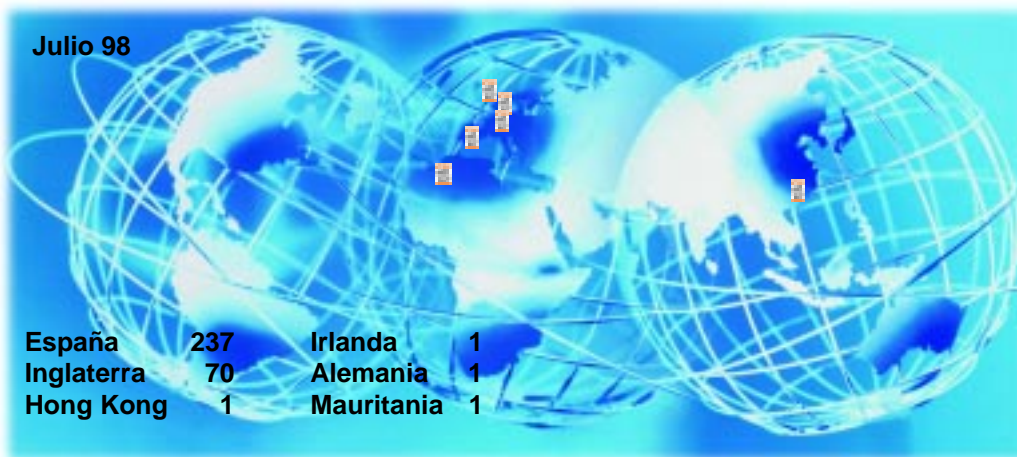 Julio 98
España 237 Irlanda 1
Inglaterra 70 Alemania 1
Hong Kong 1 Mauritania 1